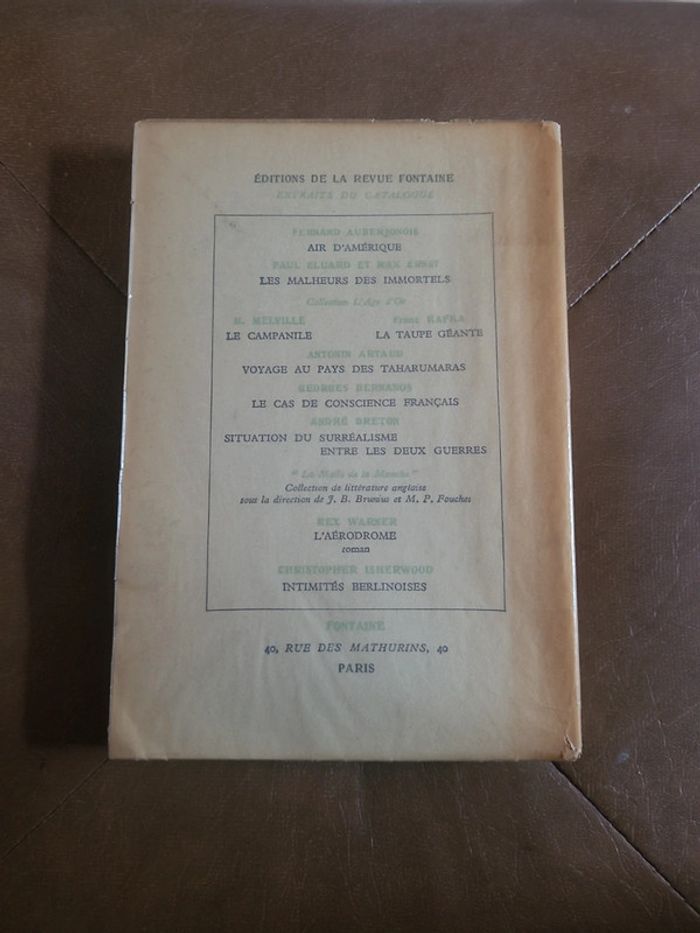 ÉDITIONS DE LA REVUE FONTAINE
EXTRAITS DU CATALOGUE
FERNARD AUBERJONOIS
AIR D'AMÉRIQUE
PAUL ELUARD ET MAX ERNST
LES MALHEURS DES IMMORTELS
Collection L'Age d'Or
H. MELVILLE
LE CAMPANILE
Franz KAFKA
LA TAUPE GÉANTE
ANTONIN ARTAUD
VOYAGE AU PAYS DES TAHARUMARAS
GEORGES BERNANOS
LE CAS DE CONSCIENCE FRANÇAIS
ANDRÉ BRETON
SITUATION DU SURRÉALISME
ENTRE LES DEUX GUERRES
" La Malle de la Manche "
Collection de littérature anglaise
sous la direction de J. B. Brunius et M. P. Fouchet
REX WARNER
L'AÉRODROME
roman
CHRISTOPHER ISHERWOOD
INTIMITÉS BERLINOISES
FONTAINE
40, RUE DES MATHURINS, 40
PARIS